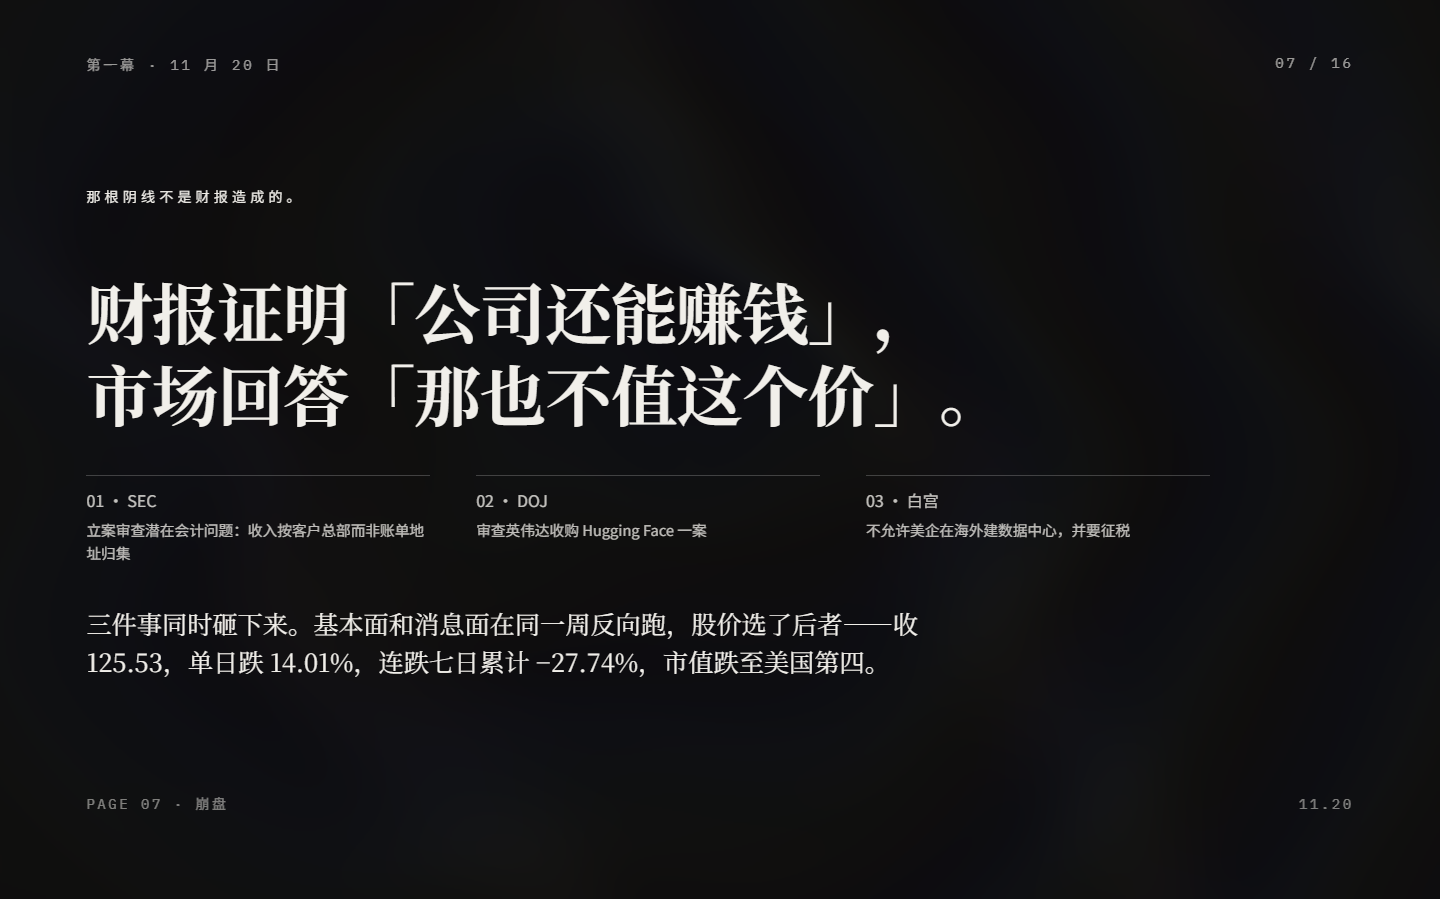 第一幕 · 11 月 20 日
07 / 16
那根阴线不是财报造成的。
财报证明「公司还能赚钱」，
市场回答「那也不值这个价」。
01 · SEC
立案审查潜在会计问题：收入按客户总部而非账单地
址归集
02 · DOJ
审查英伟达收购 Hugging Face 一案
03 · 白宫
不允许美企在海外建数据中心，并要征税
三件事同时砸下来。基本面和消息面在同一周反向跑，股价选了后者——收
125.53，单日跌 14.01%，连跌七日累计 −27.74%，市值跌至美国第四。
PAGE 07 · 崩盘
11.20